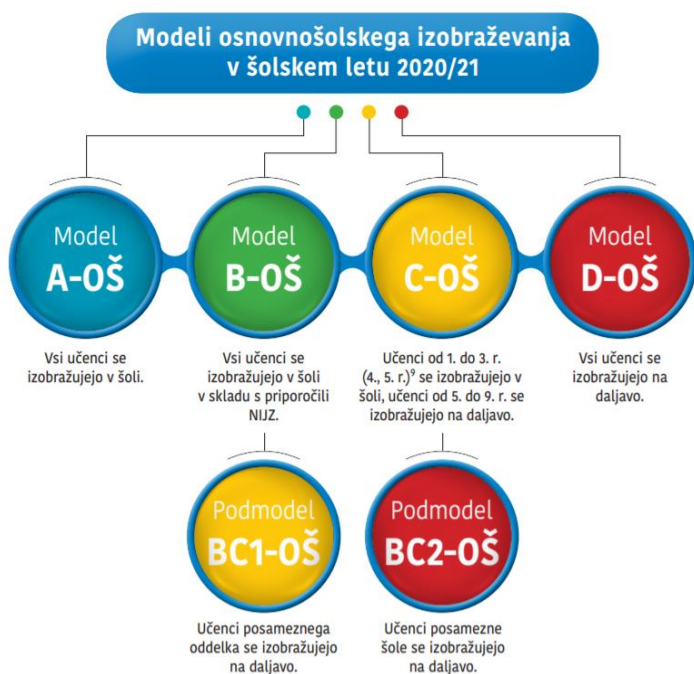 Modeli osnovnošolskega izobraževanja
v šolskem letu 2020/21
Model
A-OŠ
Vsi učenci se
izobražujejo v šoli.
Model
B-OŠ
Vsi učenci se
izobražujejo v šoli
v skladu s priporočili
NIJZ.
Model
C-OŠ
Učenci od 1. do 3. r.
(4., 5. r.)⁹ se izobražujejo v
šoli, učenci od 5. do 9. r. se
izobražujejo na daljavo.
Model
D-OŠ
Vsi učenci se
izobražujejo na
daljavo.
Podmodel
BC1-OŠ
Učenci posameznega
oddelka se izobražujejo
na daljavo.
Podmodel
BC2-OŠ
Učenci posamezne
šole se izobražujejo
na daljavo.